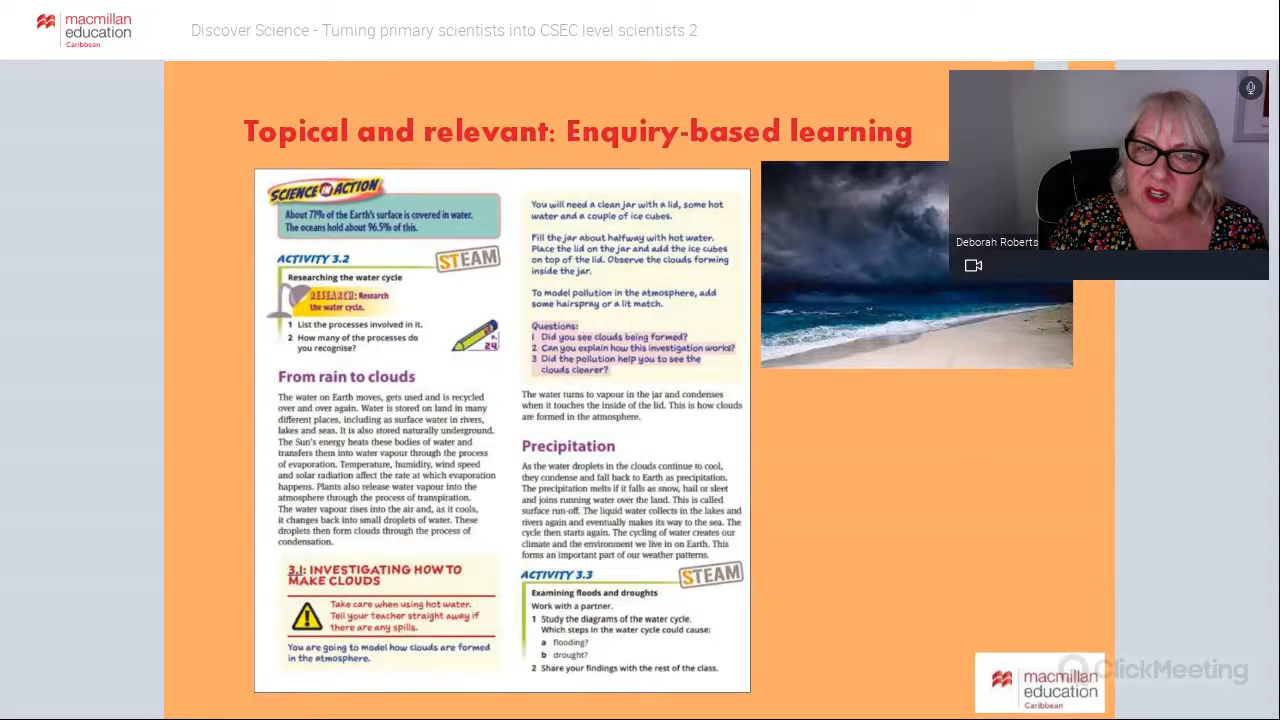 macmillan
education
Caribbean
Discover Science - Turning primary scientists into CSEC level scientists 2
Topical and relevant: Enquiry-based learning
Deborah Roberts
SCIENCE IN ACTION
About 71% of the Earth's surface is covered in water.
The oceans hold about 96.5% of this.
ACTIVITY 3.2
STEAM
Researching the water cycle
RESEARCH: Research
the water cycle.
1 List the processes involved in it.
2 How many of the processes do
you recognise?
P.
24
From rain to clouds
The water on Earth moves, gets used and is recycled
over and over again. Water is stored on land in many
different places, including as surface water in rivers,
lakes and seas. It is also stored naturally underground.
The Sun's energy heats these bodies of water and
transfers them into water vapour through the process
of evaporation. Temperature, humidity, wind speed
and solar radiation affect the rate at which evaporation
happens. Plants also release water vapour into the
atmosphere through the process of transpiration.
The water vapour rises into the air and, as it cools,
it changes back into small droplets of water. These
droplets then form clouds through the process of
condensation.
3.1: INVESTIGATING HOW TO
MAKE CLOUDS
Take care when using hot water.
Tell your teacher straight away if
there are any spills.
You are going to model how clouds are formed
in the atmosphere.
You will need a clean jar with a lid, some hot
water and a couple of ice cubes.
Fill the jar about halfway with hot water.
Place the lid on the jar and add the ice cubes
on top of the lid. Observe the clouds forming
inside the jar.
To model pollution in the atmosphere, add
some hairspray or a lit match.
Questions:
1 Did you see clouds being formed?
2 Can you explain how this investigation works?
3 Did the pollution help you to see the
clouds clearer?
The water turns to vapour in the jar and condenses
when it touches the inside of the lid. This is how clouds
are formed in the atmosphere.
Precipitation
As the water droplets in the clouds continue to cool,
they condense and fall back to Earth as precipitation.
The precipitation melts if it falls as snow, hail or sleet
and joins running water over the land. This is called
surface run-off. The liquid water collects in the lakes and
rivers again and eventually makes its way to the sea. The
cycle then starts again. The cycling of water creates our
climate and the environment we live in on Earth. This
forms an important part of our weather patterns.
ACTIVITY 3.3
STEAM
Examining floods and droughts
Work with a partner.
1 Study the diagrams of the water cycle.
Which steps in the water cycle could cause:
a flooding?
b drought?
2 Share your findings with the rest of the class.
macmillan
education
Caribbean
ClickMeeting